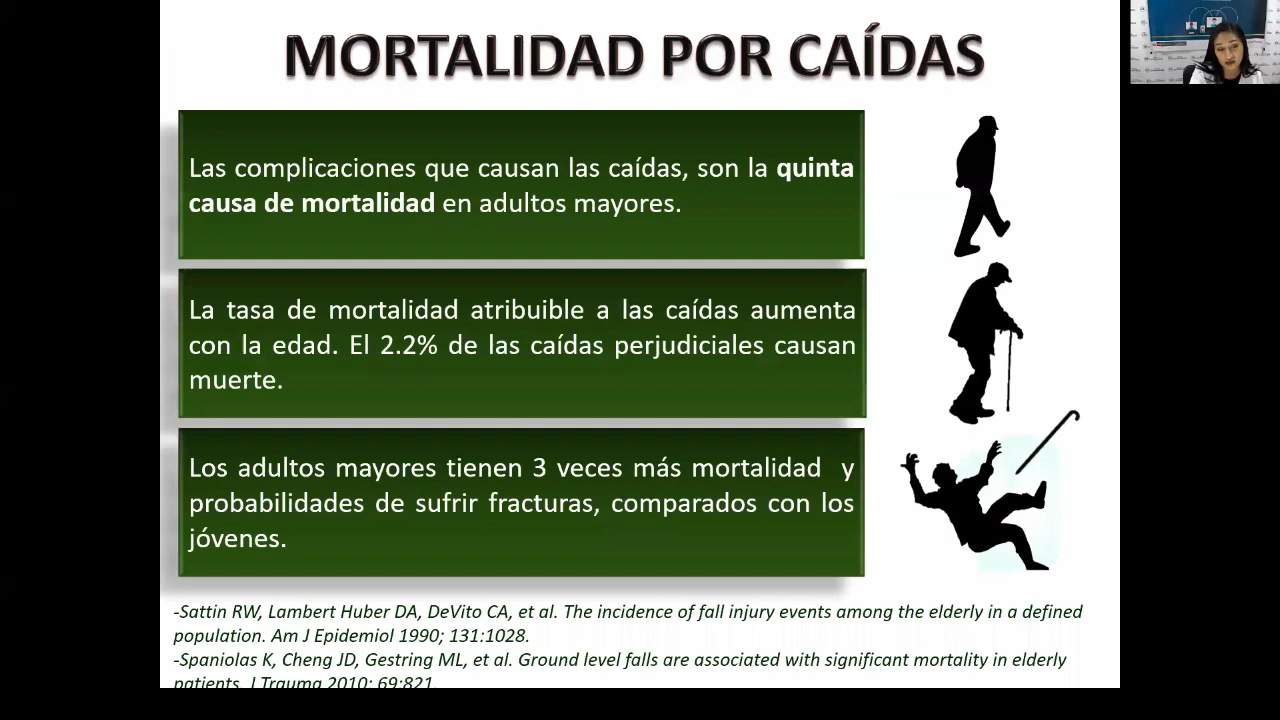 MORTALIDAD POR CAÍDAS
Las complicaciones que causan las caídas, son la quinta
causa de mortalidad en adultos mayores.
La tasa de mortalidad atribuible a las caídas aumenta
con la edad. El 2.2% de las caídas perjudiciales causan
muerte.
Los adultos mayores tienen 3 veces más mortalidad y
probabilidades de sufrir fracturas, comparados con los
jóvenes.
-Sattin RW, Lambert Huber DA, DeVito CA, et al. The incidence of fall injury events among the elderly in a defined
population. Am J Epidemiol 1990; 131:1028.
-Spaniolas K, Cheng JD, Gestring ML, et al. Ground level falls are associated with significant mortality in elderly
patients. J Trauma 2010; 69:821.